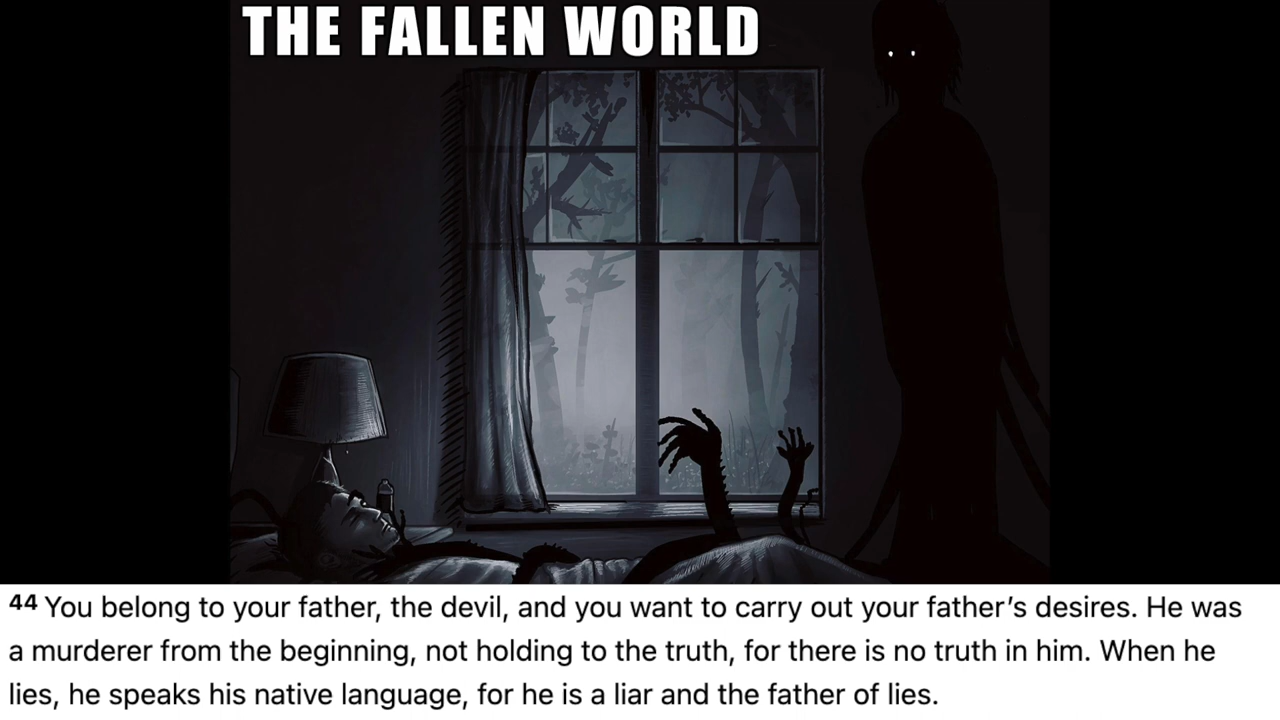 THE FALLEN WORLD
44 You belong to your father, the devil, and you want to carry out your father’s desires. He was
a murderer from the beginning, not holding to the truth, for there is no truth in him. When he
lies, he speaks his native language, for he is a liar and the father of lies.